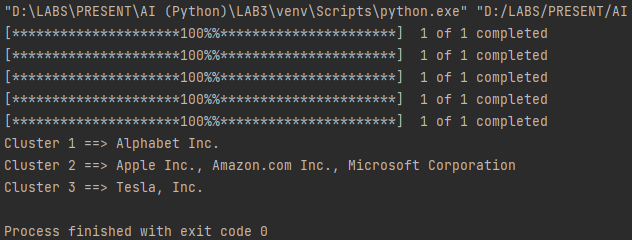 "D:\LABS\PRESENT\AI (Python)\LAB3\venv\Scripts\python.exe" "D:/LABS/PRESENT/AI
[*********************100%%**********************]  1 of 1 completed
[*********************100%%**********************]  1 of 1 completed
[*********************100%%**********************]  1 of 1 completed
[*********************100%%**********************]  1 of 1 completed
[*********************100%%**********************]  1 of 1 completed
Cluster 1 ==> Alphabet Inc.
Cluster 2 ==> Apple Inc., Amazon.com Inc., Microsoft Corporation
Cluster 3 ==> Tesla, Inc.
Process finished with exit code 0